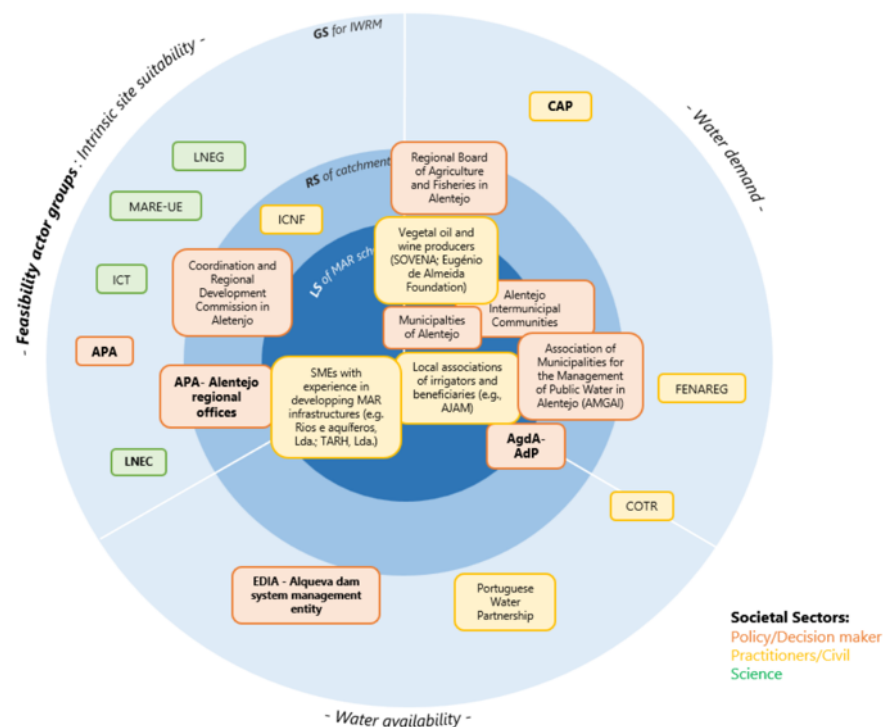 GS for IWRM
- Feasibility actor groups : Intrinsic site suitability -
- Water demand -
CAP
LNEG
RS of catchment
Regional Board
of Agriculture
and Fisheries in
Alentejo
MARE-UE
ICNF
LS of MAR sch
Vegetal oil and
wine producers
(SOVENA; Eugénio
de Almeida
Foundation)
Coordination and
Regional
Development
Commission in
Aletenjo
ICT
Alentejo
Intermunicipal
Communities
Municipalties
of Alentejo
APA
Association of
Municipalities for
the Management
of Public Water in
Alentejo (AMGAI)
APA- Alentejo
regional
offices
SMEs with
experience in
developping MAR
infrastructures (e.g.
Rios e aquíferos,
Lda.; TARH, Lda.)
Local associations
of irrigators and
beneficiaries (e.g.,
AJAM)
FENAREG
AgdA-
AdP
LNEC
COTR
EDIA - Alqueva dam
system management
entity
Portuguese
Water
Partnership
Societal Sectors:
Policy/Decision maker
Practitioners/Civil
Science
- Water availability -